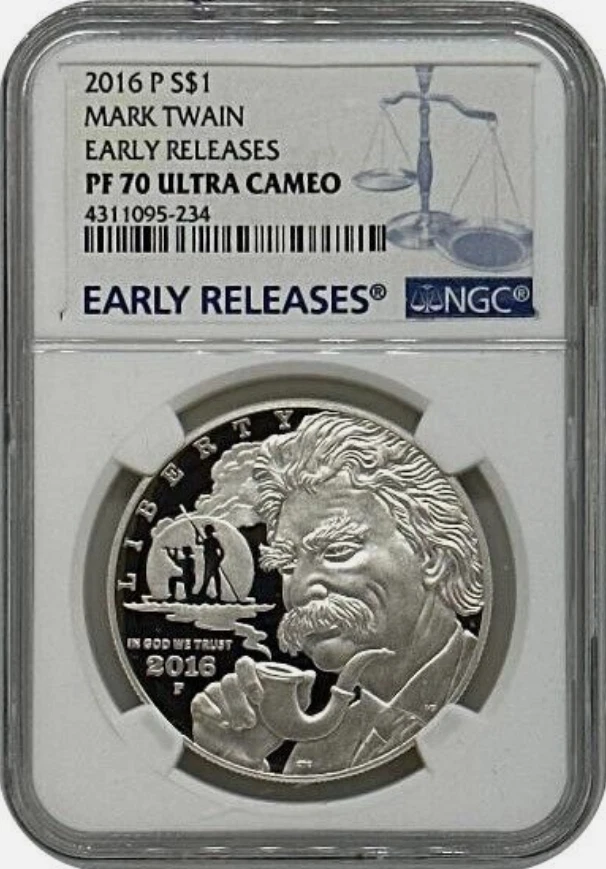 2016 P S$1
MARK TWAIN
EARLY RELEASES
PF 70 ULTRA CAMEO
4311095-234
EARLY RELEASES® NGC®
LIBERTY
IN GOD WE TRUST
2016
P